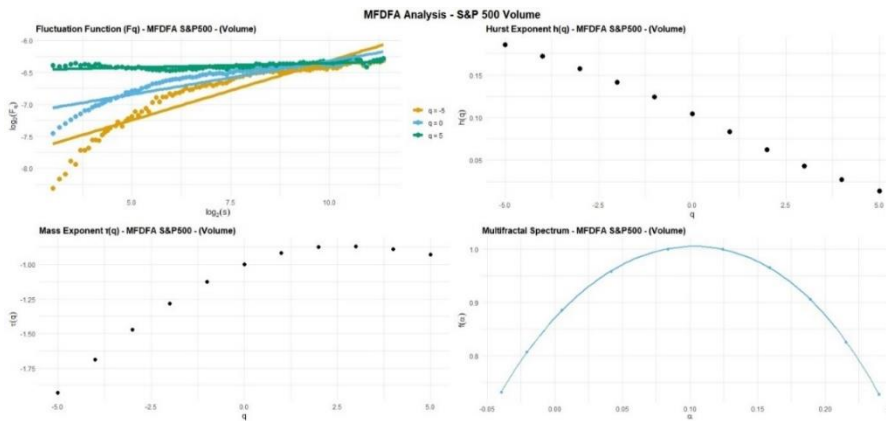 MFDFA Analysis - S&P 500 Volume
Fluctuation Function (Fq) - MFDFA S&P500 - (Volume)
-6.0
-6.5
-7.0
-7.5
-8.0
log₂(Fq)
5.0
7.5
10.0
log₂(s)
q = -5
q = 0
q = 5
Hurst Exponent h(q) - MFDFA S&P500 - (Volume)
0.15
0.10
0.05
h(q)
-5.0
-2.5
0.0
2.5
5.0
q
Mass Exponent τ(q) - MFDFA S&P500 - (Volume)
-1.00
-1.25
-1.50
-1.75
τ(q)
-5.0
-2.5
0.0
2.5
5.0
q
Multifractal Spectrum - MFDFA S&P500 - (Volume)
1.0
0.9
0.8
f(α)
-0.05
0.00
0.05
0.10
0.15
0.20
α